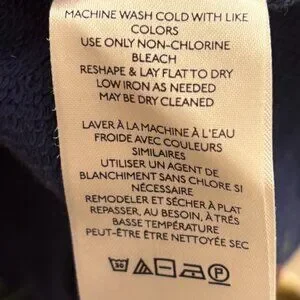 MACHINE WASH COLD WITH LIKE
COLORS
USE ONLY NON-CHLORINE
BLEACH
RESHAPE & LAY FLAT TO DRY
LOW IRON AS NEEDED
MAY BE DRY CLEANED
LAVER À LA MACHINE À L'EAU
FROIDE AVEC COULEURS
SIMILAIRES
UTILISER UN AGENT DE
BLANCHIMENT SANS CHLORE SI
NÉCESSAIRE
REMODELER ET SÉCHER À PLAT
REPASSER, AU BESOIN, À TRÈS
BASSE TEMPÉRATURE
PEUT-ÊTRE ÊTRE NETTOYÉE SEC
30 P